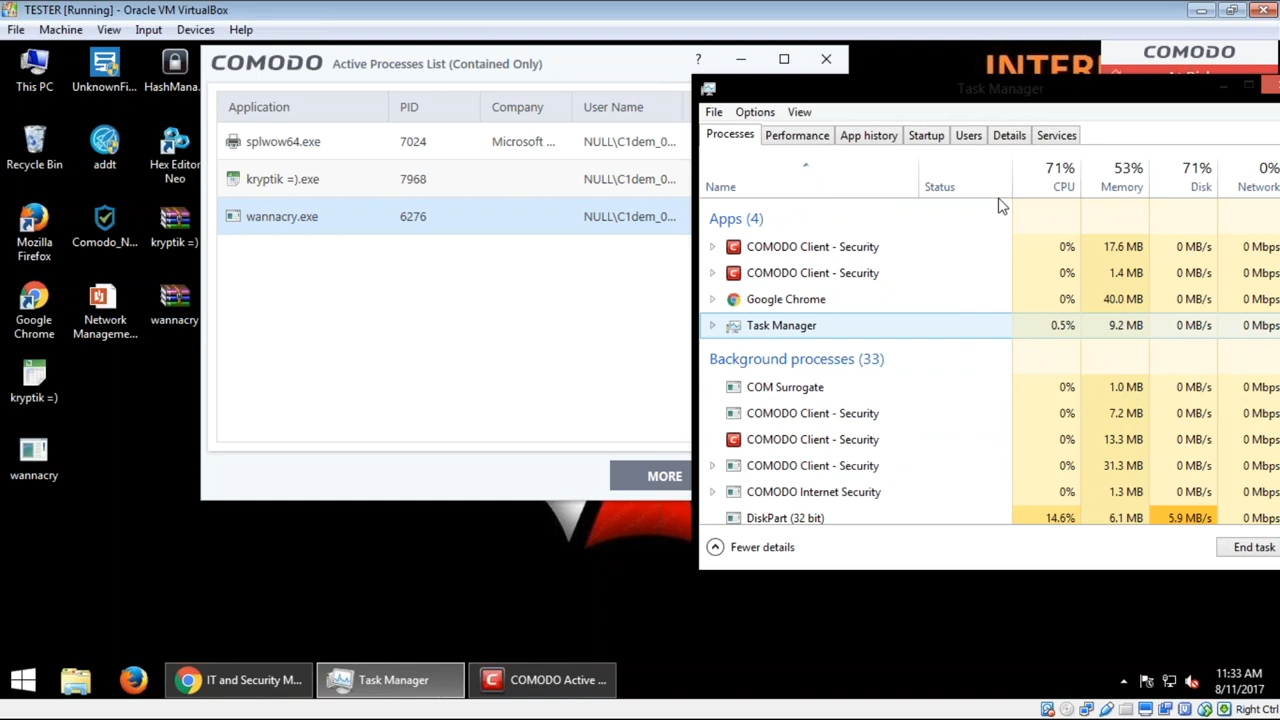 TESTER [Running] - Oracle VM VirtualBox
File Machine View Input Devices Help
This PC
UnknownFi...
HashMana...
Recycle Bin
addt
Hex Editor
Neo
Mozilla
Firefox
Comodo_N...
kryptik =)
Google
Chrome
Network
Manageme...
wannacry
kryptik =)
wannacry
COMODO Active Processes List (Contained Only)
?
Application PID Company User Name
splwow64.exe 7024 Microsoft ... NULL\C1dem_0...
kryptik =).exe 7968 NULL\C1dem_0...
wannacry.exe 6276 NULL\C1dem_0...
MORE
INTER
COMODO
Task Manager
File Options View
Processes Performance App history Startup Users Details Services
71% 53% 71% 0%
Name Status CPU Memory Disk Network
Apps (4)
COMODO Client - Security 0% 17.6 MB 0 MB/s 0 Mbps
COMODO Client - Security 0% 1.4 MB 0 MB/s 0 Mbps
Google Chrome 0% 40.0 MB 0 MB/s 0 Mbps
Task Manager 0.5% 9.2 MB 0 MB/s 0 Mbps
Background processes (33)
COM Surrogate 0% 1.0 MB 0 MB/s 0 Mbps
COMODO Client - Security 0% 7.2 MB 0 MB/s 0 Mbps
COMODO Client - Security 0% 13.3 MB 0 MB/s 0 Mbps
COMODO Client - Security 0% 31.3 MB 0 MB/s 0 Mbps
COMODO Internet Security 0% 1.3 MB 0 MB/s 0 Mbps
DiskPart (32 bit) 14.6% 6.1 MB 5.9 MB/s 0 Mbps
Fewer details
End task
IT and Security M...
Task Manager
COMODO Active ...
11:33 AM
8/11/2017
Right Ctrl